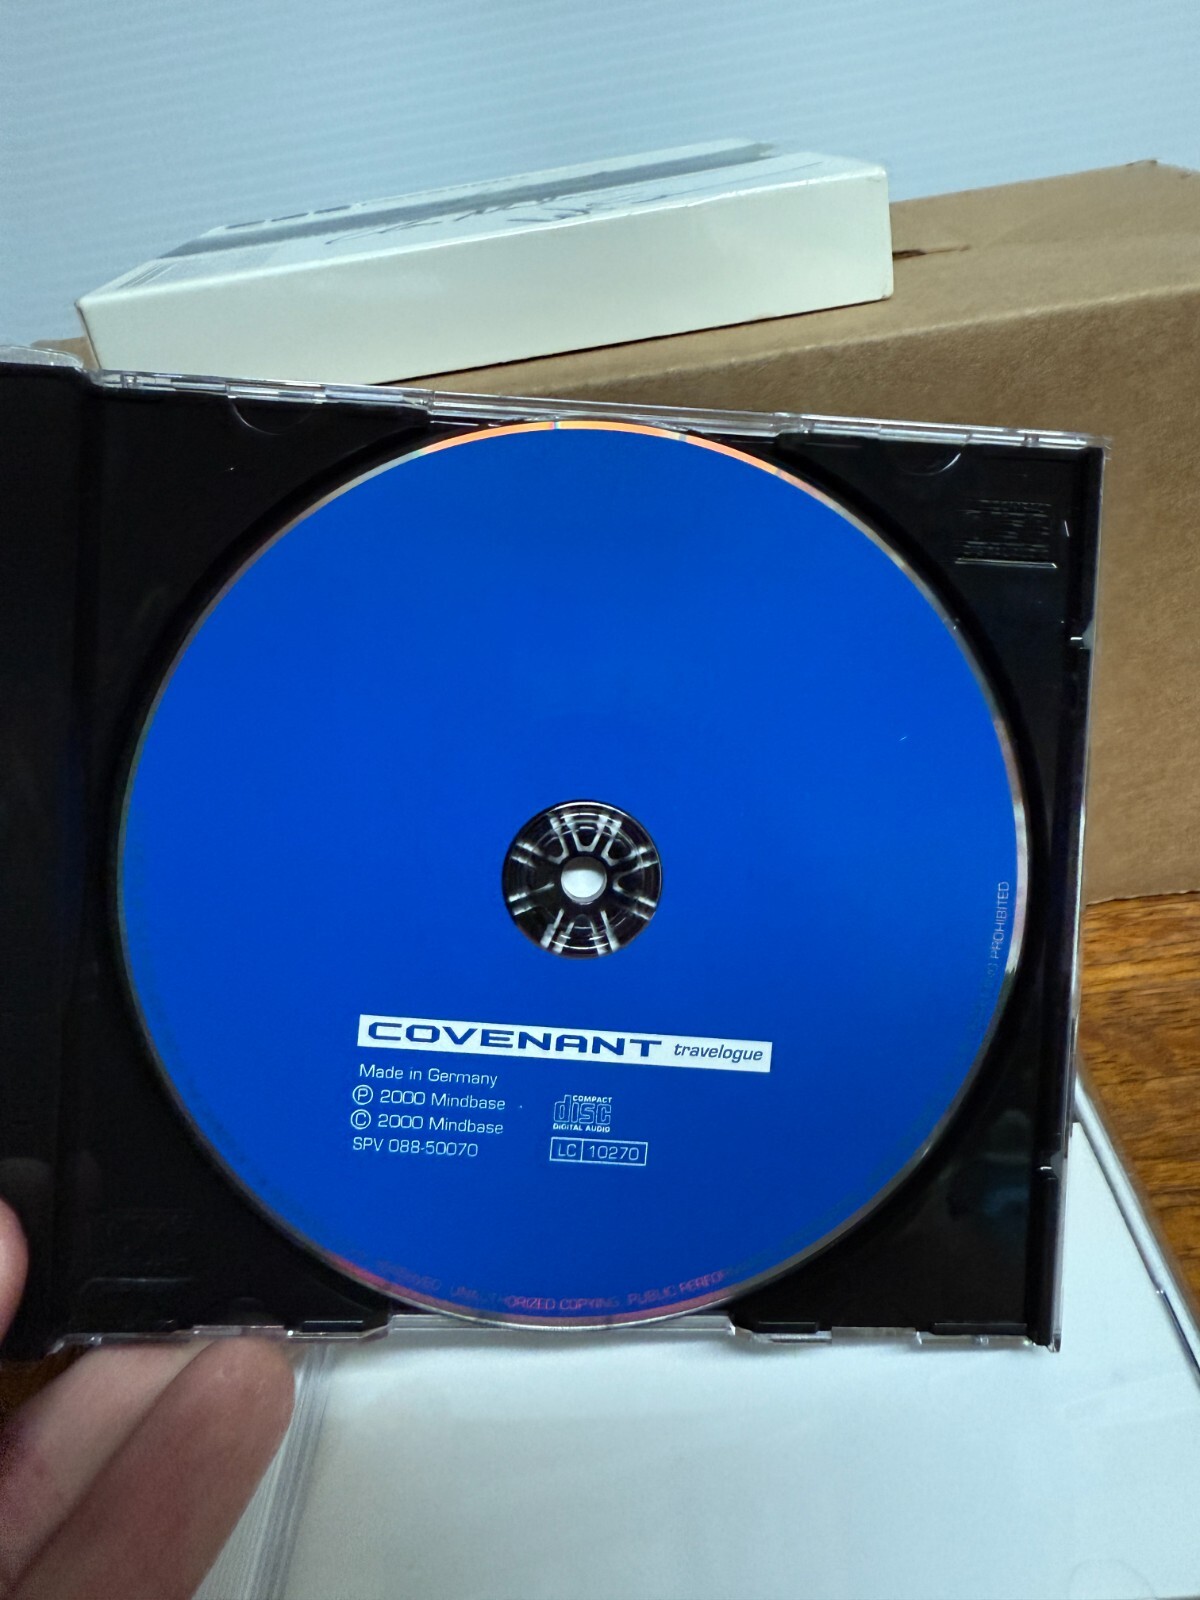 COVENANT travelogue
Made in Germany
Ⓟ 2000 Mindbase
© 2000 Mindbase
SPV 088-50070
COMPACT
disc
DIGITAL AUDIO
LC 10270
UNAUTHORIZED COPYING PUBLIC
PROHIBITED